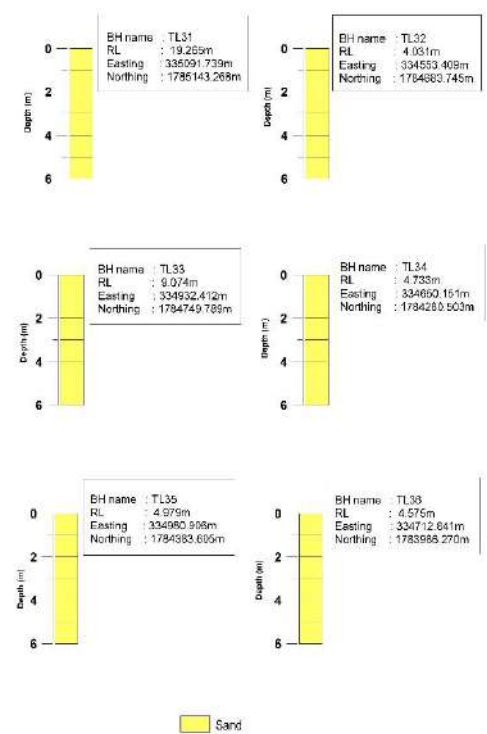 BH name : TL31
RL : 19.265m
Easting : 335091.739m
Northing : 1785143.268m
0
2
4
6
Depth (m)
BH name : TL32
RL : 4.031m
Easting : 334553.409m
Northing : 1784883.745m
0
2
4
6
Depth (m)
BH name : TL33
RL : 9.074m
Easting : 334932.412m
Northing : 1784749.789m
0
2
4
6
Depth (m)
BH name : TL34
RL : 4.733m
Easting : 334650.151m
Northing : 1784280.503m
0
2
4
6
Depth (m)
BH name : TL35
RL : 4.979m
Easting : 334980.906m
Northing : 1784383.605m
0
2
4
6
Depth (m)
BH name : TL36
RL : 4.575m
Easting : 334712.841m
Northing : 1783986.270m
0
2
4
6
Depth (m)
Sand